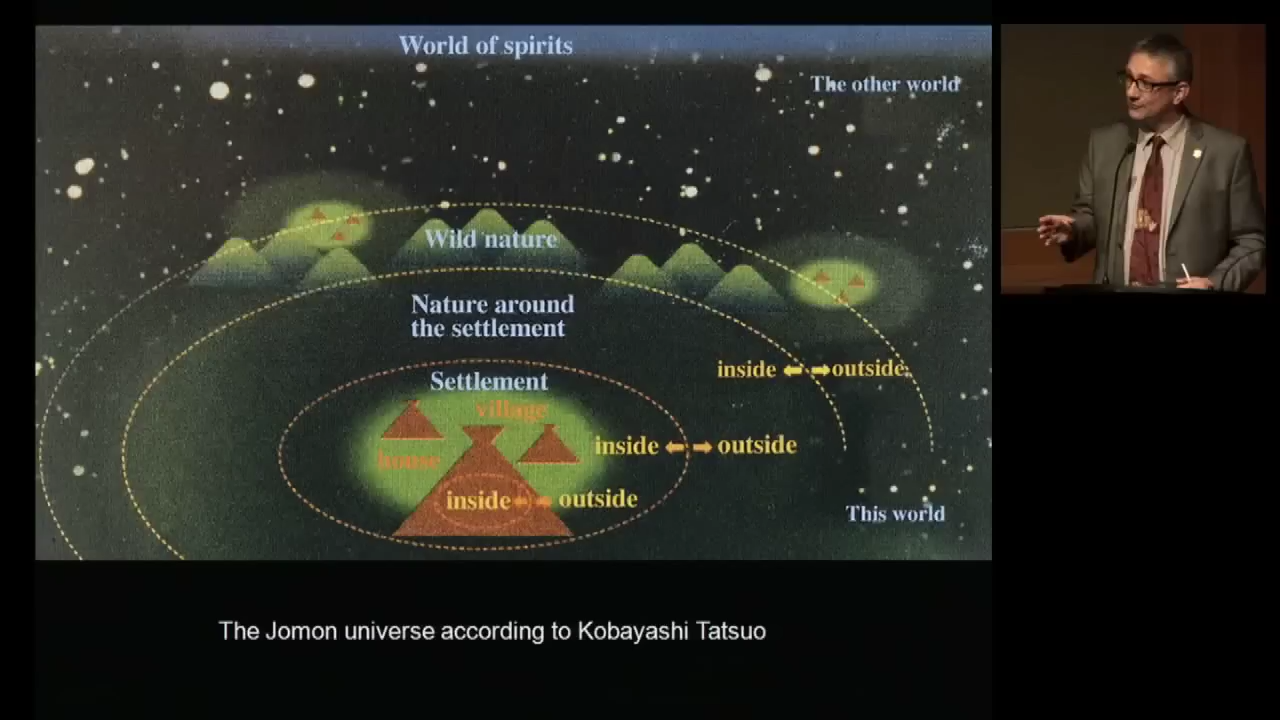 World of spirits
The other world
Wild nature
Nature around
the settlement
inside outside
Settlement
village
inside outside
house
inside outside
This world
The Jomon universe according to Kobayashi Tatsuo